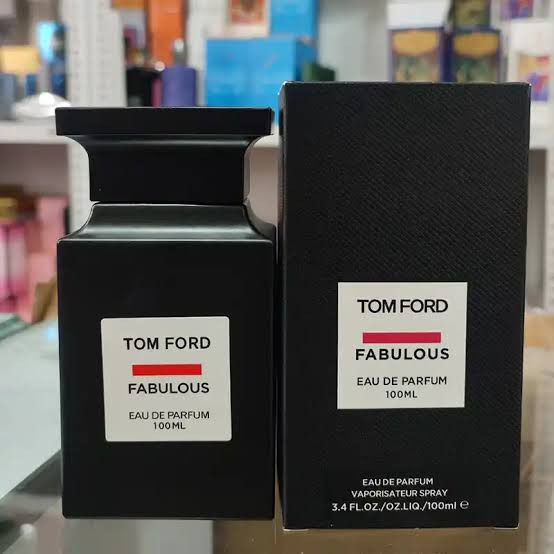 TOM FORD
FABULOUS
EAU DE PARFUM
100ML
TOM FORD
FABULOUS
EAU DE PARFUM
100ML
EAU DE PARFUM
VAPORISATEUR SPRAY
3.4 FL.OZ./OZ.LIQ./100ml ℮